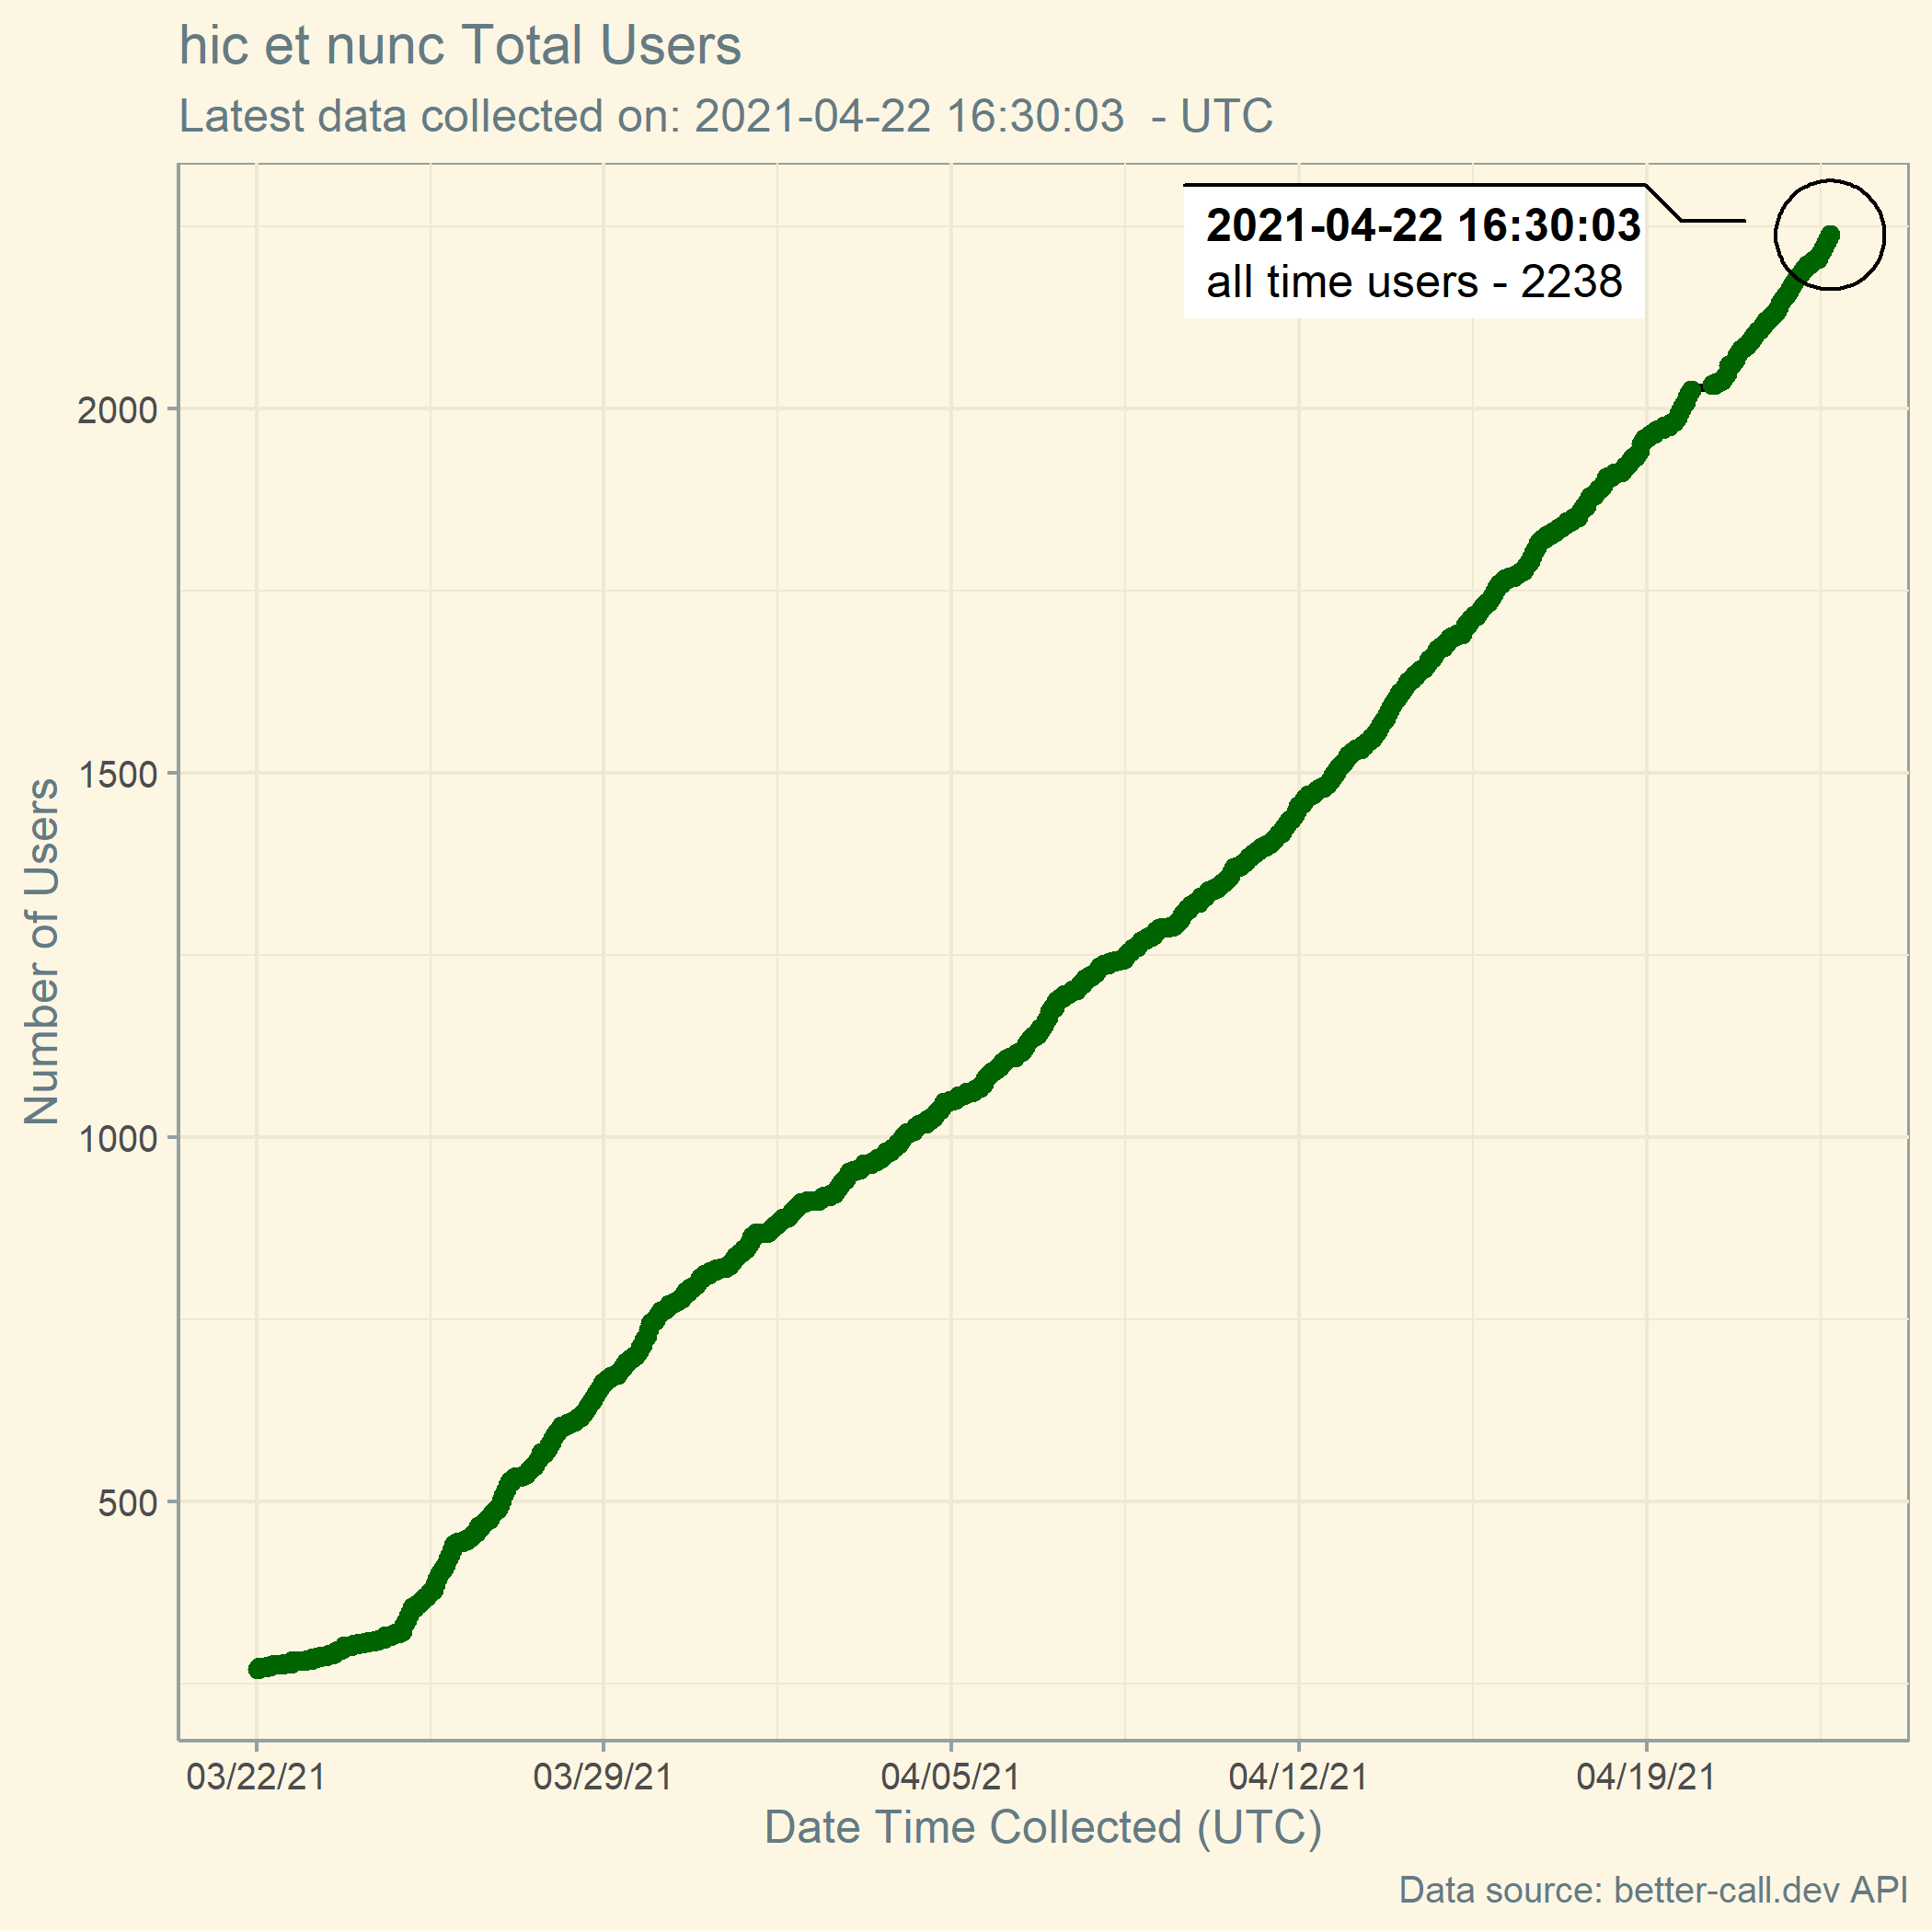 hic et nunc Total Users
Latest data collected on: 2021-04-22 16:30:03  - UTC
2021-04-22 16:30:03
all time users - 2238
Number of Users
2000
1500
1000
500
03/22/21 03/29/21 04/05/21 04/12/21 04/19/21
Date Time Collected (UTC)
Data source: better-call.dev API